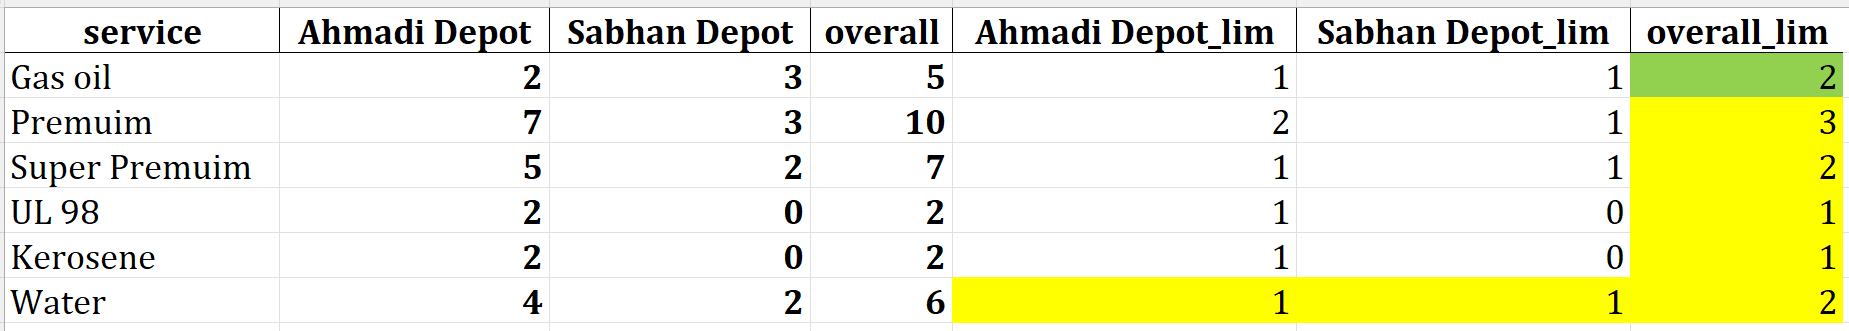 service Ahmadi Depot Sabhan Depot overall Ahmadi Depot_lim Sabhan Depot_lim overall_lim
Gas oil 2 3 5 1 1 2
Premuim 7 3 10 2 1 3
Super Premuim 5 2 7 1 1 2
UL 98 2 0 2 1 0 1
Kerosene 2 0 2 1 0 1
Water 4 2 6 1 1 2